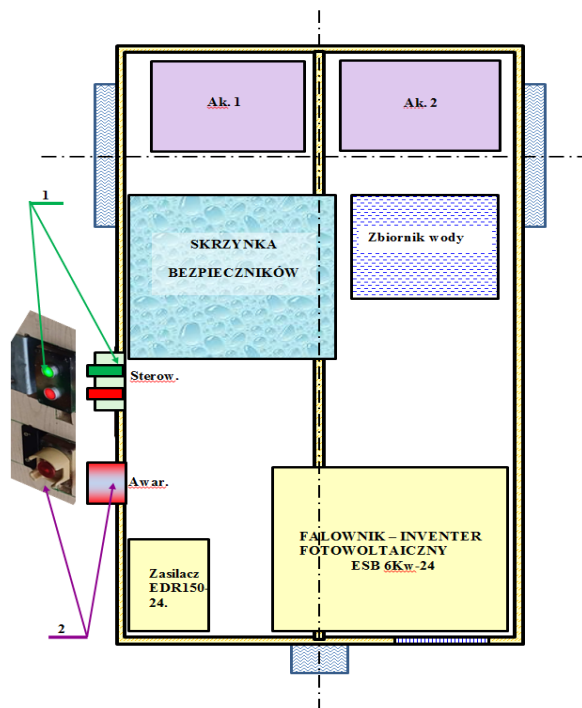 Ak. 1
Ak. 2
1
SKRZYNKA
BEZPIECZNIKÓW
Zbiornik wody
Sterow.
Awar.
FALOWNIK – INVENTER
FOTOWOLTAICZNY
ESB 6Kw-24
Zasilacz
EDR150-
24.
2